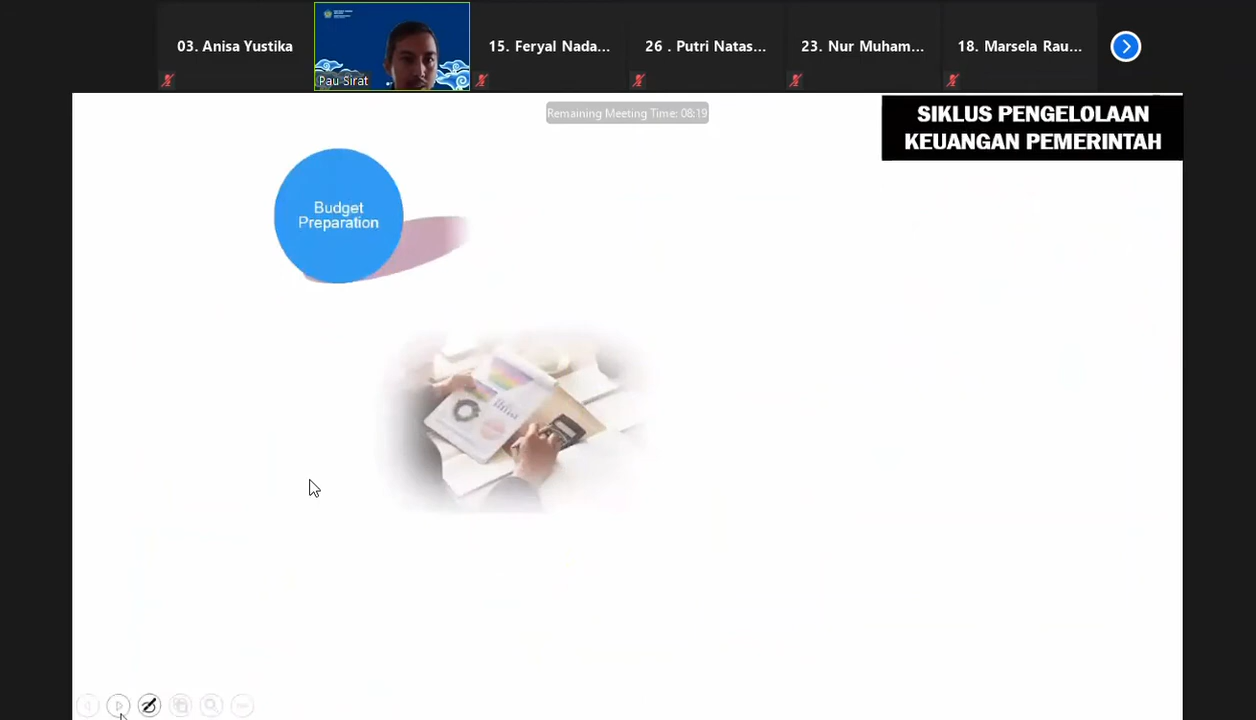 03. Anisa Yustika
Pau Sirat
15. Feryal Nada...
26 . Putri Natas...
23. Nur Muham...
18. Marsela Rau...
Remaining Meeting Time: 08:19
SIKLUS PENGELOLAAN
KEUANGAN PEMERINTAH
Budget
Preparation